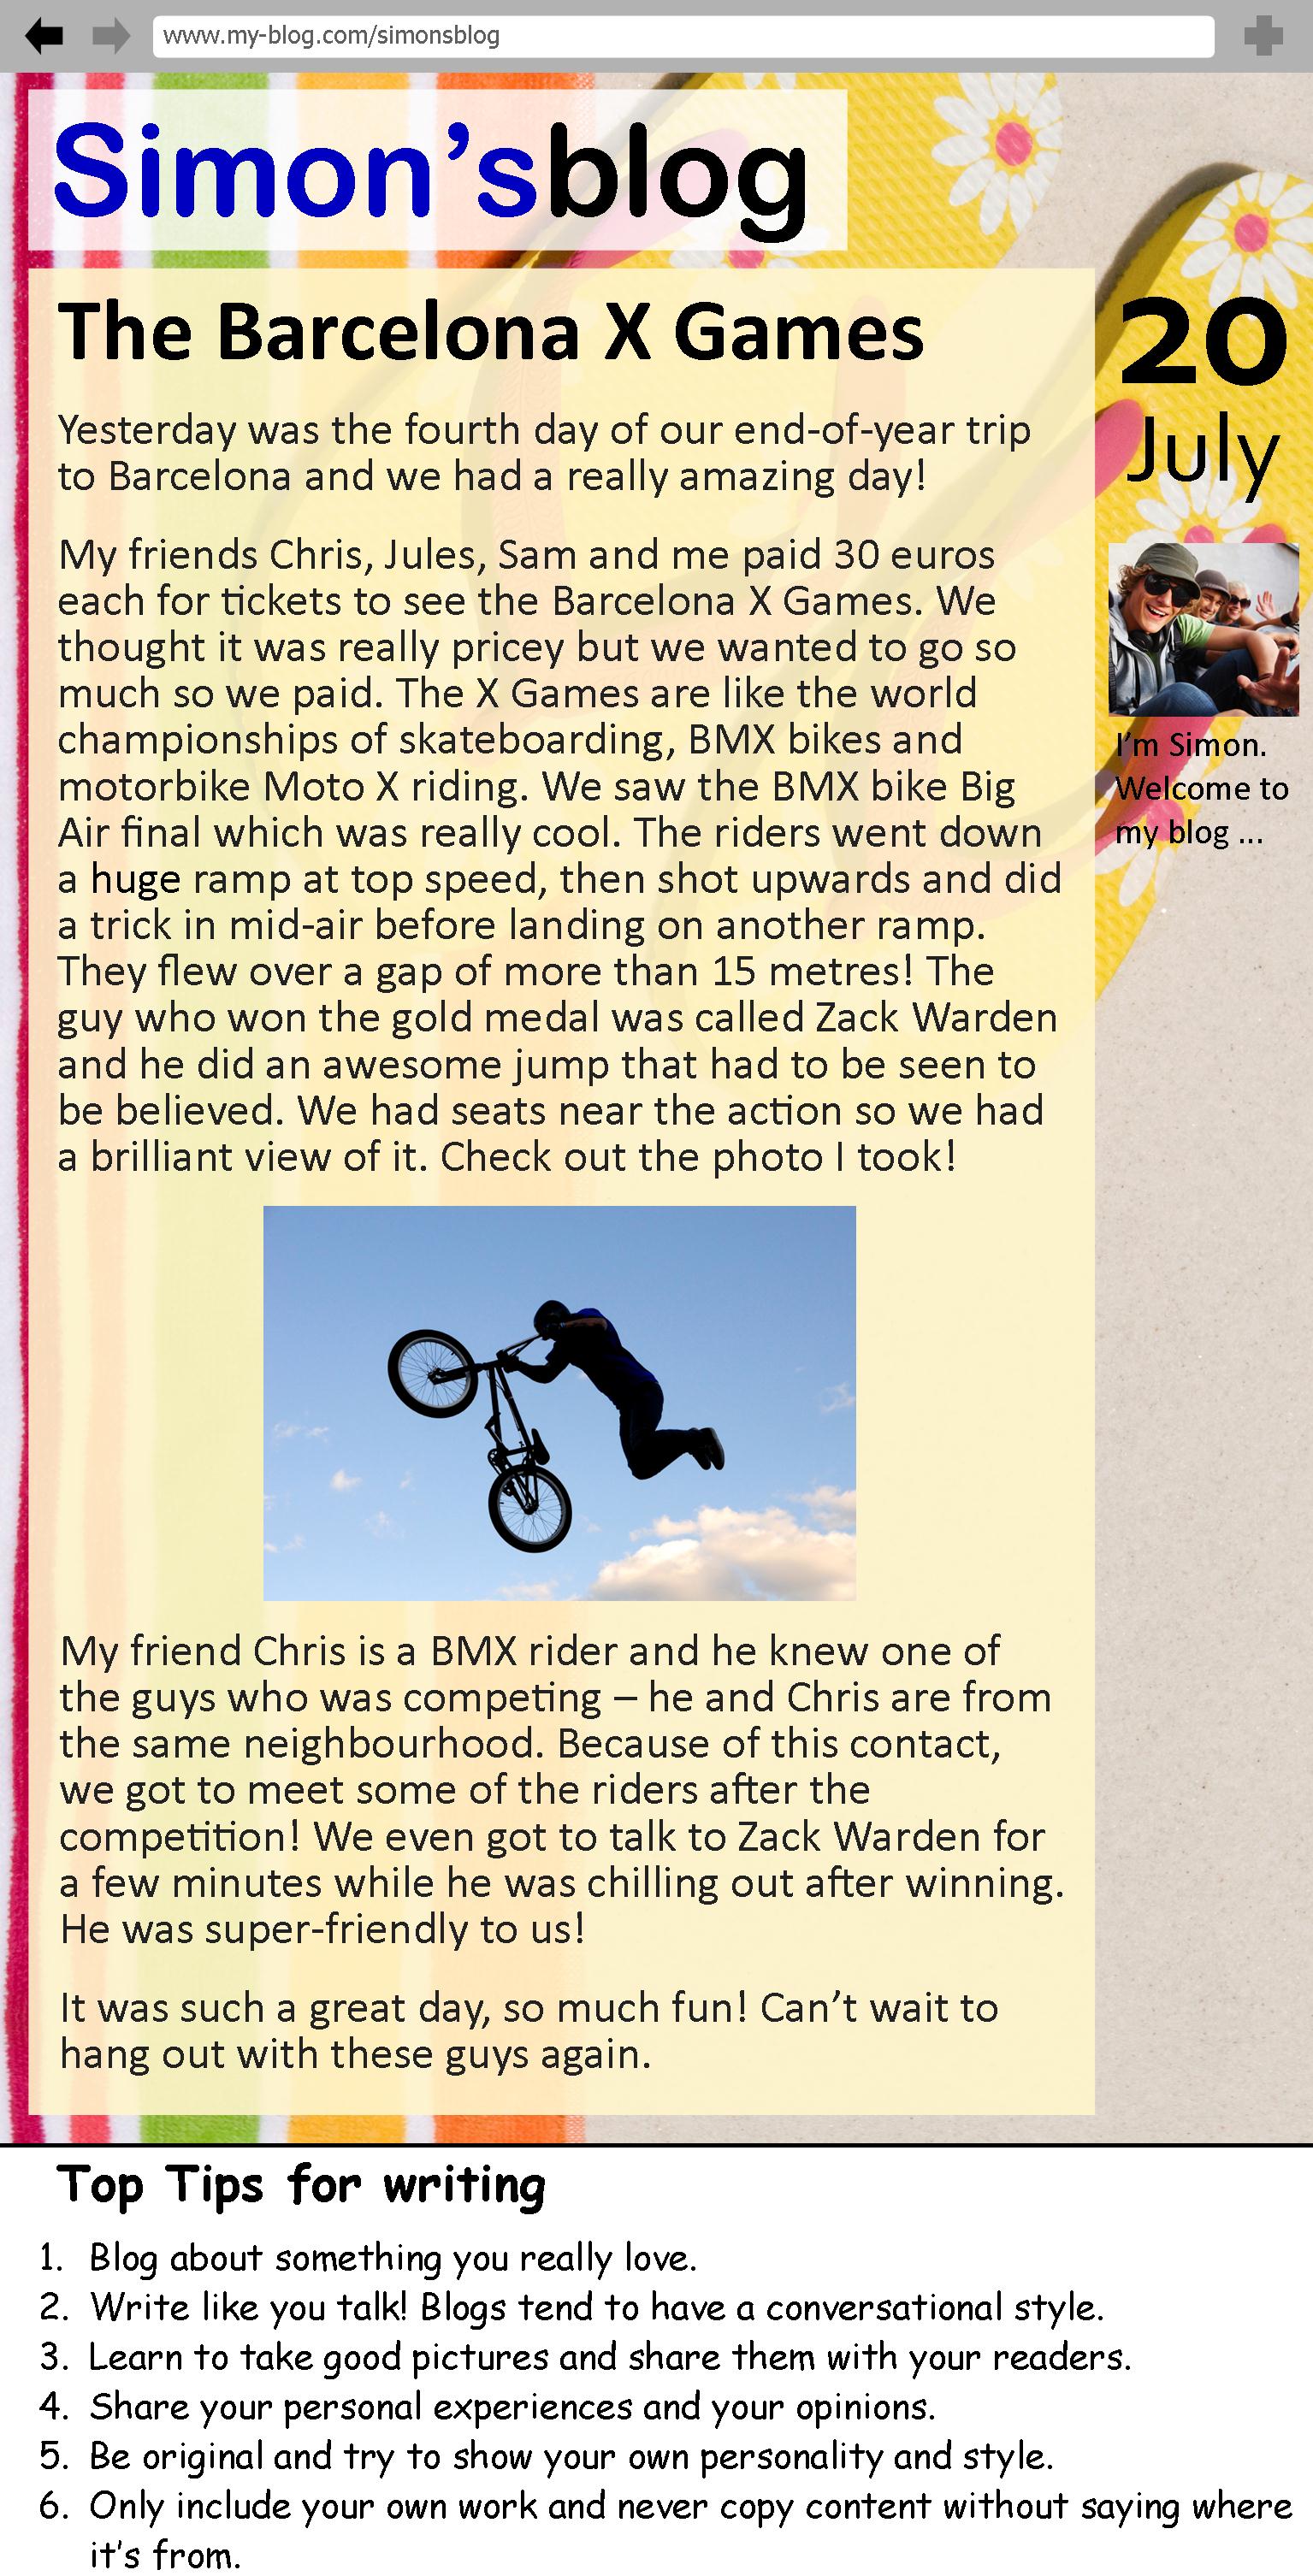 www.my-blog.com/simonsblog
Simon’sblog
The Barcelona X Games
Yesterday was the fourth day of our end-of-year trip
to Barcelona and we had a really amazing day!
My friends Chris, Jules, Sam and me paid 30 euros
each for tickets to see the Barcelona X Games. We
thought it was really pricey but we wanted to go so
much so we paid. The X Games are like the world
championships of skateboarding, BMX bikes and
motorbike Moto X riding. We saw the BMX bike Big
Air final which was really cool. The riders went down
a huge ramp at top speed, then shot upwards and did
a trick in mid-air before landing on another ramp.
They flew over a gap of more than 15 metres! The
guy who won the gold medal was called Zack Warden
and he did an awesome jump that had to be seen to
be believed. We had seats near the action so we had
a brilliant view of it. Check out the photo I took!
My friend Chris is a BMX rider and he knew one of
the guys who was competing – he and Chris are from
the same neighbourhood. Because of this contact,
we got to meet some of the riders after the
competition! We even got to talk to Zack Warden for
a few minutes while he was chilling out after winning.
He was super-friendly to us!
It was such a great day, so much fun! Can’t wait to
hang out with these guys again.
20
July
I’m Simon.
Welcome to
my blog ...
Top Tips for writing
1. Blog about something you really love.
2. Write like you talk! Blogs tend to have a conversational style.
3. Learn to take good pictures and share them with your readers.
4. Share your personal experiences and your opinions.
5. Be original and try to show your own personality and style.
6. Only include your own work and never copy content without saying where
it’s from.